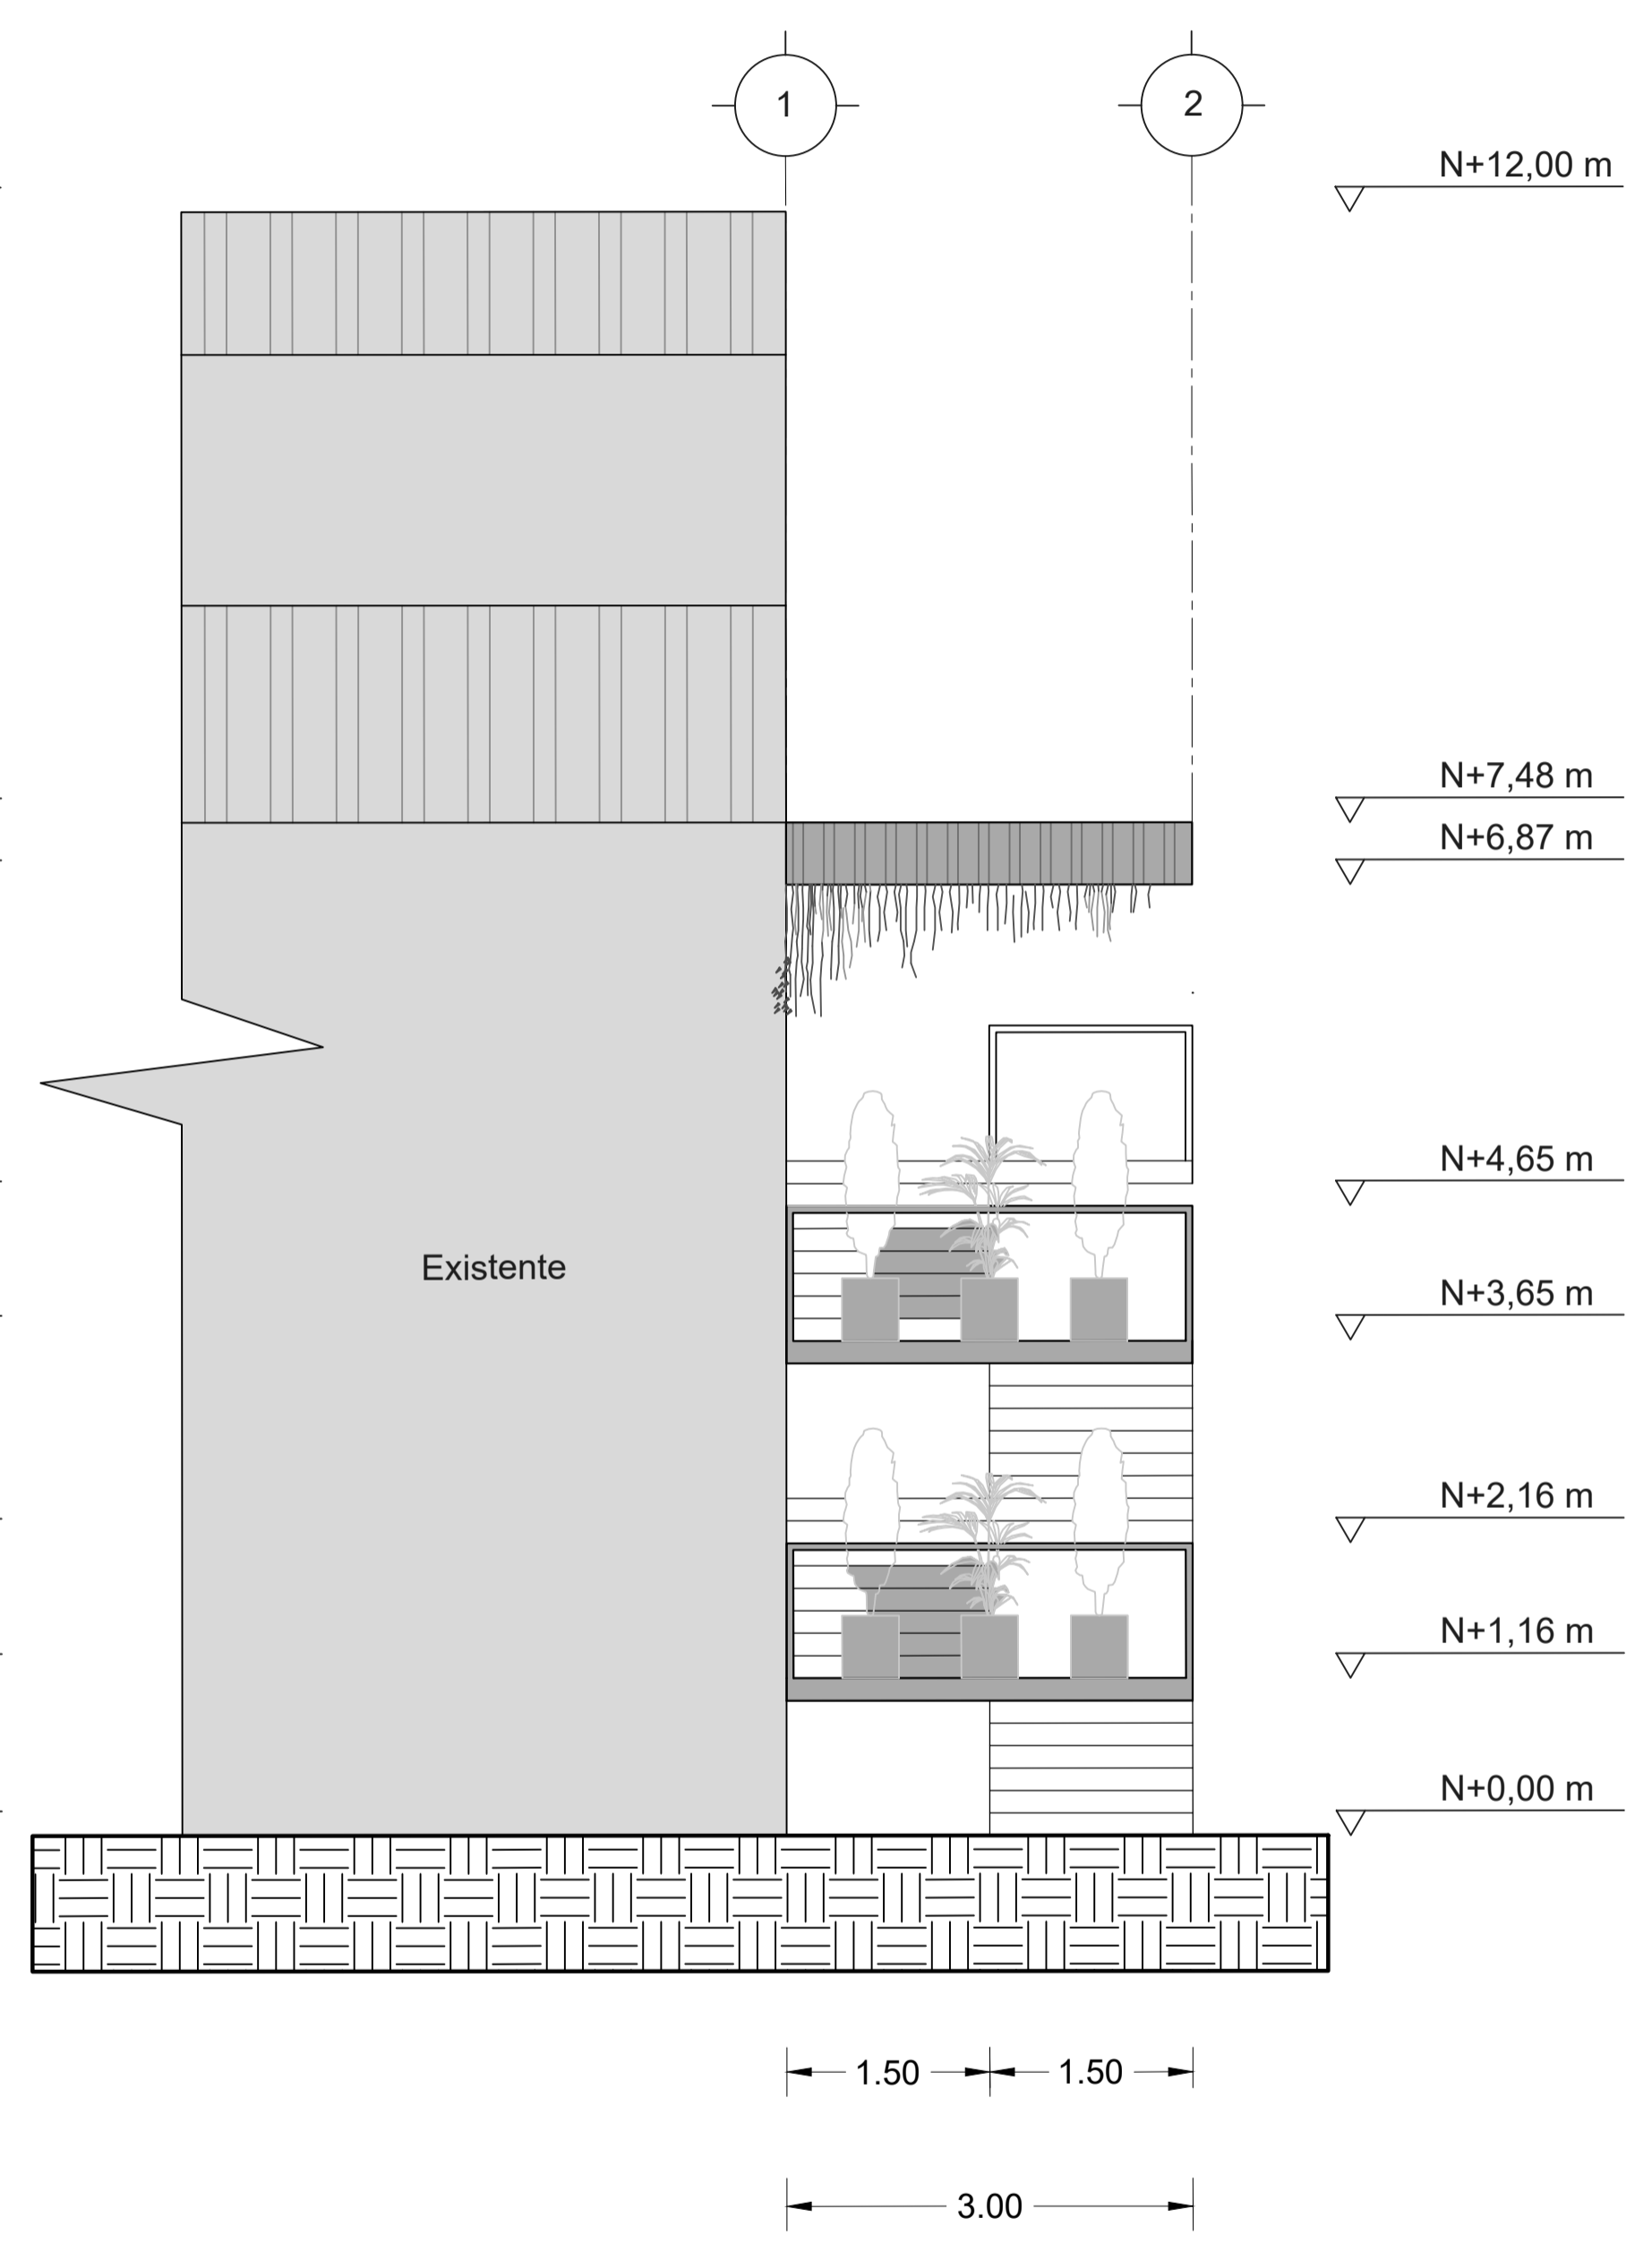 1
2
N+12,00 m
N+7,48 m
N+6,87 m
N+4,65 m
Existente
N+3,65 m
N+2,16 m
N+1,16 m
N+0,00 m
1.50
1.50
3.00